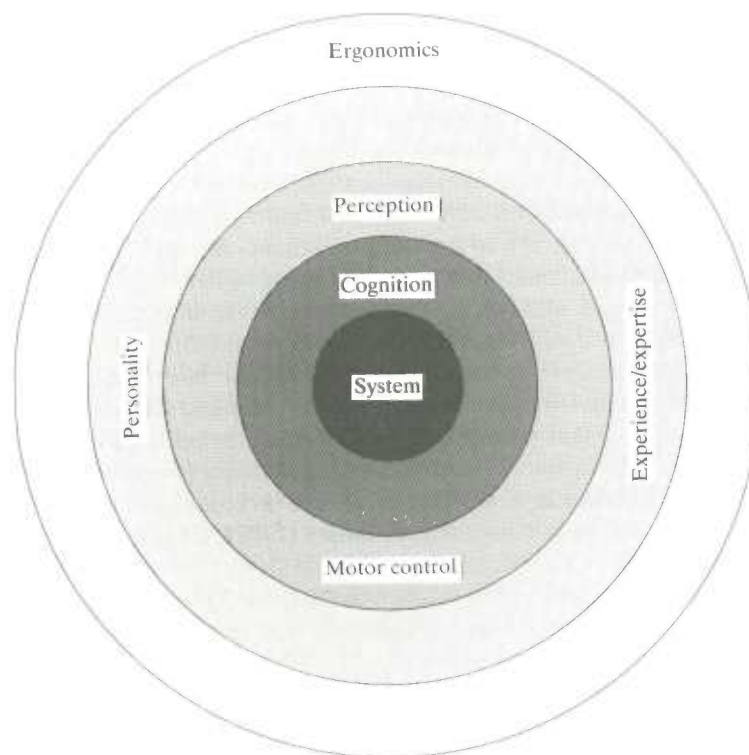 Ergonomics
Perception
Cognition
System
Personality
Experience/expertise
Motor control